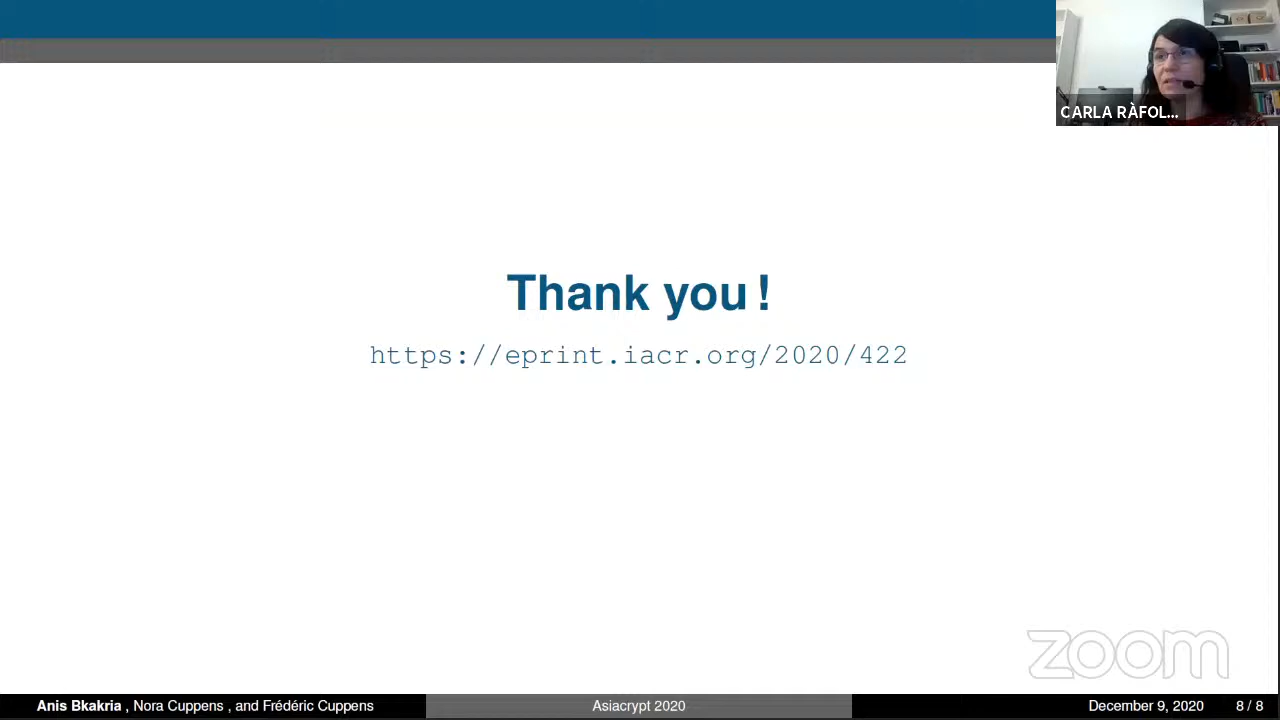 CARLA RÀFOL...
Thank you !
https://eprint.iacr.org/2020/422
zoom
Anis Bkakria , Nora Cuppens , and Frédéric Cuppens
Asiacrypt 2020
December 9, 2020
8 / 8